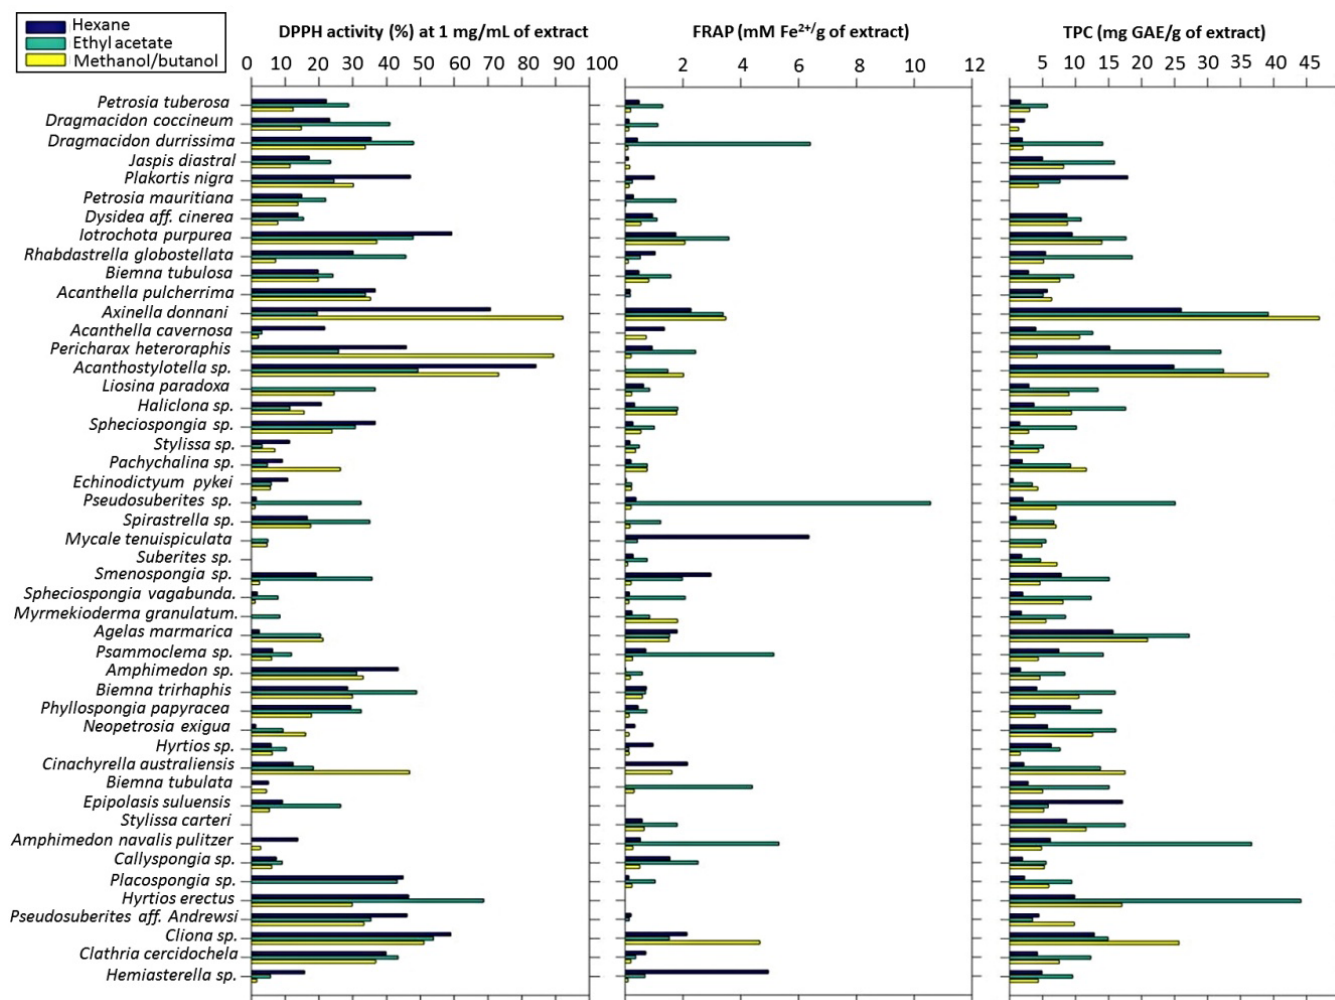 Hexane
Ethyl acetate
Methanol/butanol
DPPH activity (%) at 1 mg/mL of extract
FRAP (mM Fe²⁺/g of extract)
TPC (mg GAE/g of extract)
0 10 20 30 40 50 60 70 80 90 100
2 4 6 8 10 12
5 10 15 20 25 30 35 40 45
Petrosia tuberosa
Dragmacidon coccineum
Dragmacidon durrissima
Jaspis diastral
Plakortis nigra
Petrosia mauritiana
Dysidea aff. cinerea
Iotrochota purpurea
Rhabdastrella globostellata
Biemna tubulosa
Acanthella pulcherrima
Axinella donnani
Acanthella cavernosa
Pericharax heteroraphis
Acanthostylotella sp.
Liosina paradoxa
Haliclona sp.
Spheciospongia sp.
Stylissa sp.
Pachychalina sp.
Echinodictyum pykei
Pseudosuberites sp.
Spirastrella sp.
Mycale tenuispiculata
Suberites sp.
Smenospongia sp.
Spheciospongia vagabunda.
Myrmekioderma granulatum.
Agelas marmarica
Psammoclema sp.
Amphimedon sp.
Biemna trirhaphis
Phyllospongia papyracea
Neopetrosia exigua
Hyrtios sp.
Cinachyrella australiensis
Biemna tubulata
Epipolasis suluensis
Stylissa carteri
Amphimedon navalis pulitzer
Callyspongia sp.
Placospongia sp.
Hyrtios erectus
Pseudosuberites aff. Andrewsi
Cliona sp.
Clathria cercidochela
Hemiasterella sp.